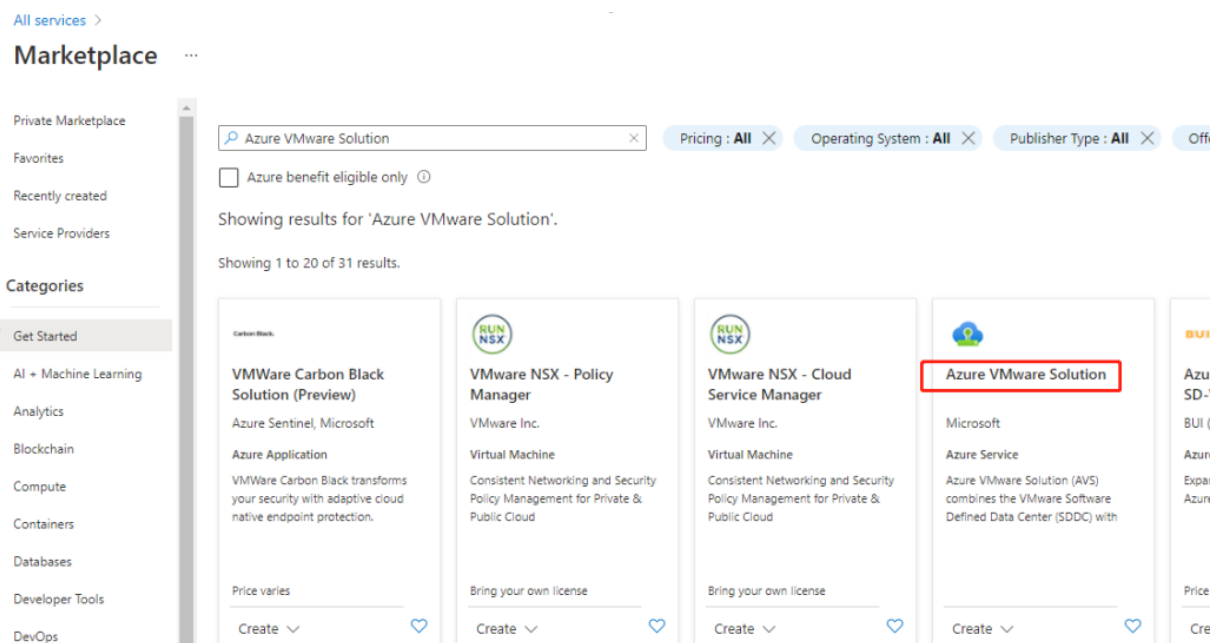 All services >
Marketplace ...
Private Marketplace
Favorites
Recently created
Service Providers
Categories
Get Started
AI + Machine Learning
Analytics
Blockchain
Compute
Containers
Databases
Developer Tools
DevOps
Azure VMware Solution
Pricing : All
Operating System : All
Publisher Type : All
Azure benefit eligible only
Showing results for 'Azure VMware Solution'.
Showing 1 to 20 of 31 results.
Carbon Black.
VMWare Carbon Black
Solution (Preview)
Azure Sentinel, Microsoft
Azure Application
VMWare Carbon Black transforms
your security with adaptive cloud
native endpoint protection.
Price varies
Create
RUN
NSX
VMware NSX - Policy
Manager
VMware Inc.
Virtual Machine
Consistent Networking and Security
Policy Management for Private &
Public Cloud
Bring your own license
Create
RUN
NSX
VMware NSX - Cloud
Service Manager
VMware Inc.
Virtual Machine
Consistent Networking and Security
Policy Management for Private &
Public Cloud
Bring your own license
Create
Azure VMware Solution
Microsoft
Azure Service
Azure VMware Solution (AVS)
combines the VMware Software
Defined Data Center (SDDC) with
Create
BUI
BUI (
Price